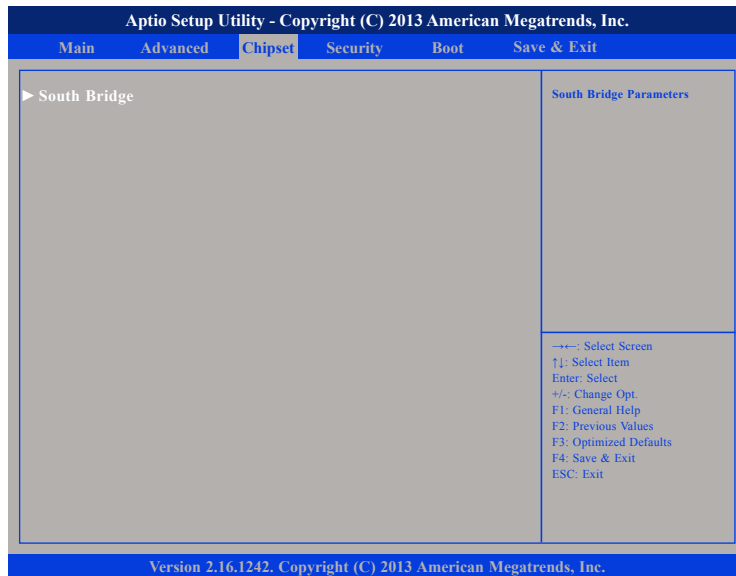 Aptio Setup Utility - Copyright (C) 2013 American Megatrends, Inc.
Main Advanced Chipset Security Boot Save & Exit
► South Bridge
South Bridge Parameters
→←: Select Screen
↑↓: Select Item
Enter: Select
+/-: Change Opt.
F1: General Help
F2: Previous Values
F3: Optimized Defaults
F4: Save & Exit
ESC: Exit
Version 2.16.1242. Copyright (C) 2013 American Megatrends, Inc.